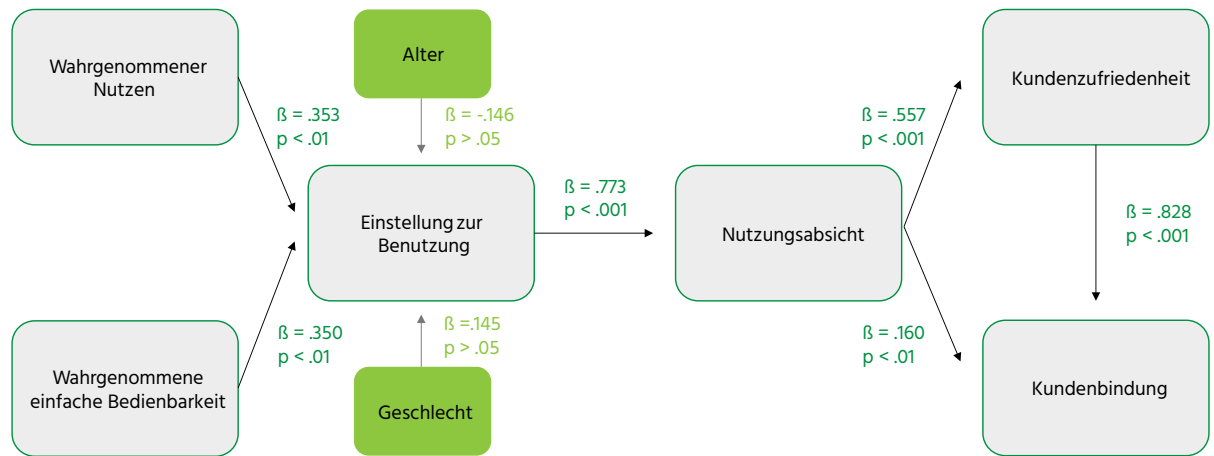 Wahrgenommener
Nutzen
Alter
Kundenzufriedenheit
ß = .353
p < .01
ß = -.146
p > .05
ß = .557
p < .001
Einstellung zur
Benutzung
ß = .773
p < .001
Nutzungsabsicht
ß = .828
p < .001
ß = .350
p < .01
ß =.145
p > .05
ß = .160
p < .01
Wahrgenommene
einfache Bedienbarkeit
Geschlecht
Kundenbindung